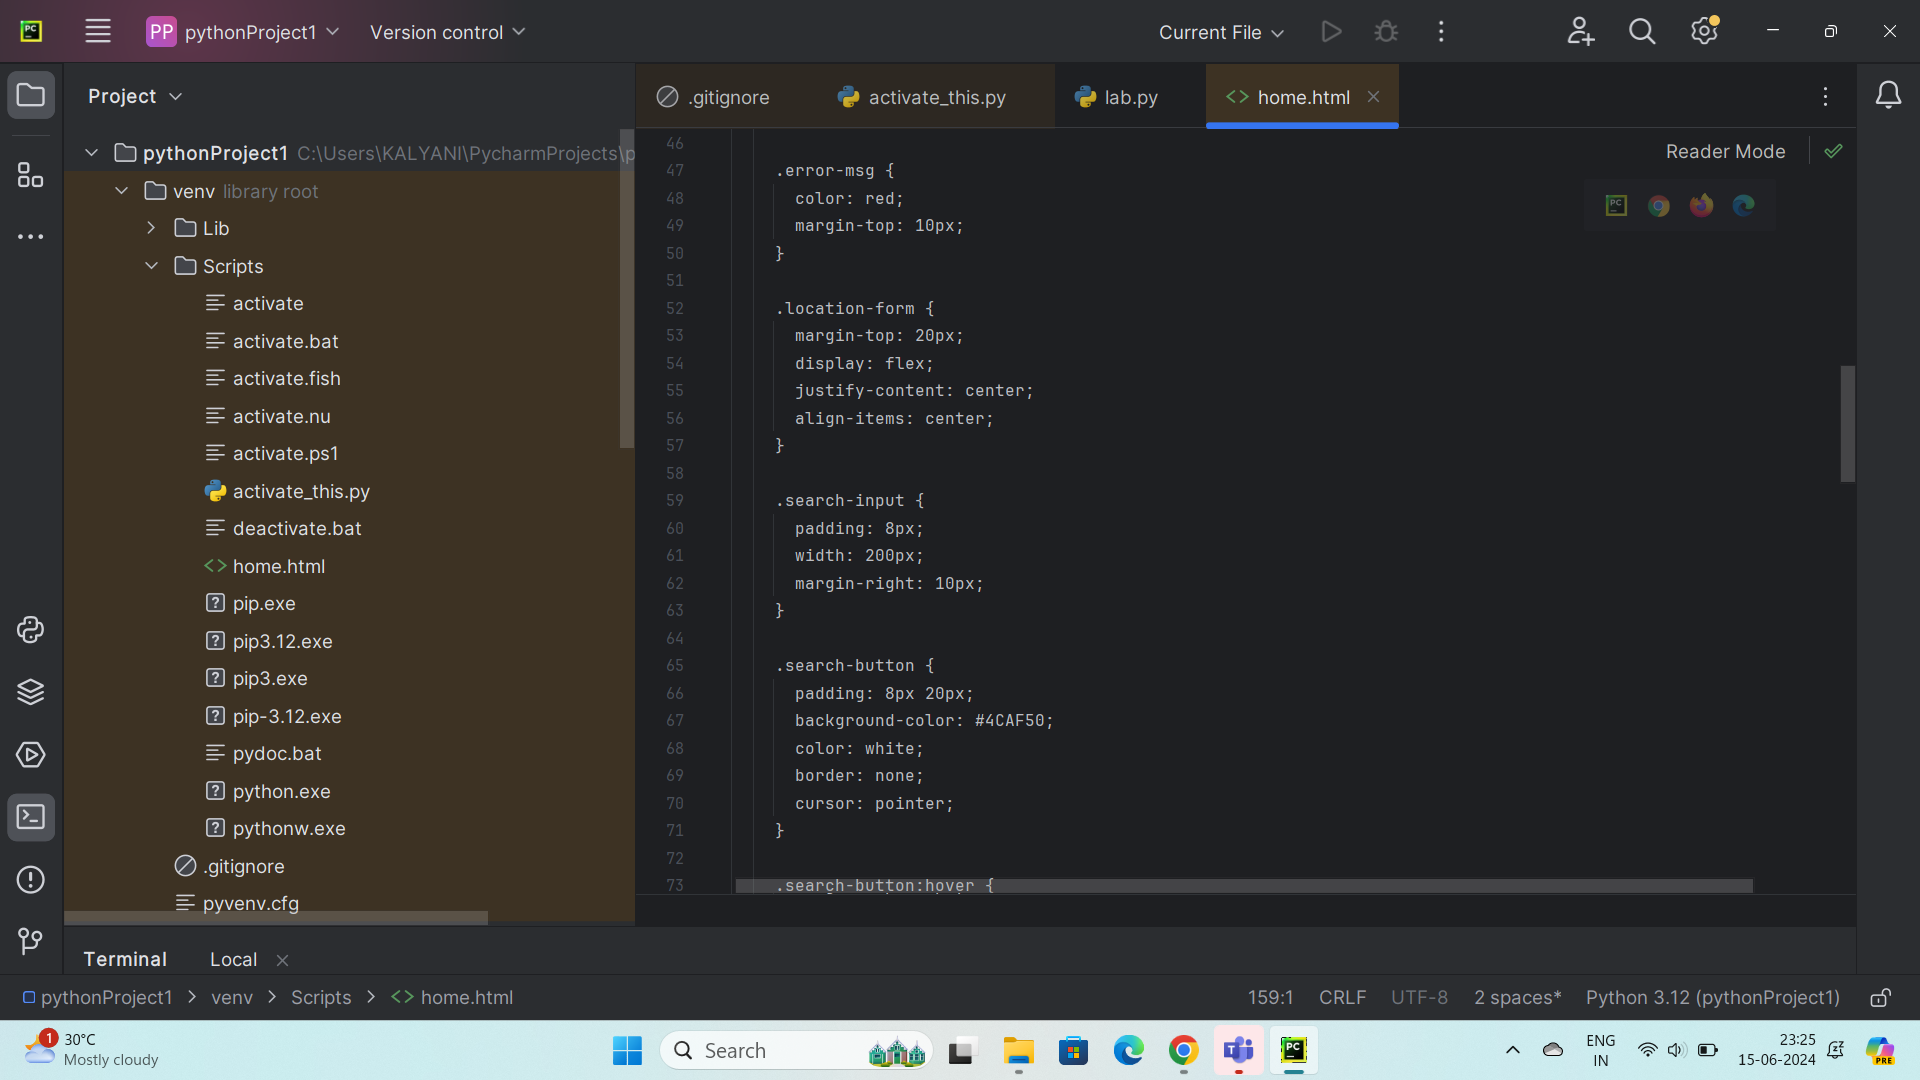 PC
PP pythonProject1
Version control
Current File
Project
pythonProject1 C:\Users\KALYANI\PycharmProjects\p
venv library root
Lib
Scripts
activate
activate.bat
activate.fish
activate.nu
activate.ps1
activate_this.py
deactivate.bat
home.html
pip.exe
pip3.12.exe
pip3.exe
pip-3.12.exe
pydoc.bat
python.exe
pythonw.exe
.gitignore
pyvenv.cfg
.gitignore
activate_this.py
lab.py
home.html
Reader Mode
PC
46
47 .error-msg {
48 color: red;
49 margin-top: 10px;
50 }
51
52 .location-form {
53 margin-top: 20px;
54 display: flex;
55 justify-content: center;
56 align-items: center;
57 }
58
59 .search-input {
60 padding: 8px;
61 width: 200px;
62 margin-right: 10px;
63 }
64
65 .search-button {
66 padding: 8px 20px;
67 background-color: #4CAF50;
68 color: white;
69 border: none;
70 cursor: pointer;
71 }
72
73 .search-button:hover {
Terminal
Local
pythonProject1 > venv > Scripts > <> home.html
159:1
CRLF
UTF-8
2 spaces*
Python 3.12 (pythonProject1)
1
30°C
Mostly cloudy
Search
PC
ENG
IN
23:25
15-06-2024
PRE